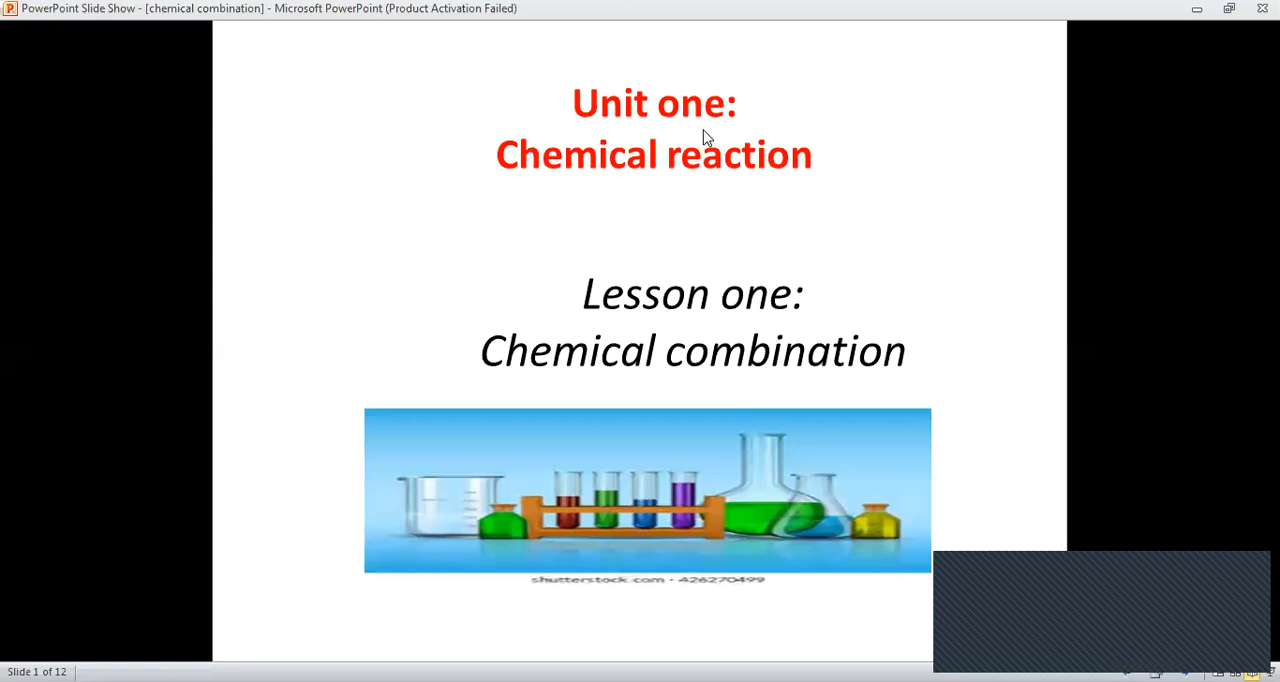 PowerPoint Slide Show - [chemical combination] - Microsoft PowerPoint (Product Activation Failed)
Unit one:
Chemical reaction
Lesson one:
Chemical combination
shutterstock.com · 426270499
Slide 1 of 12